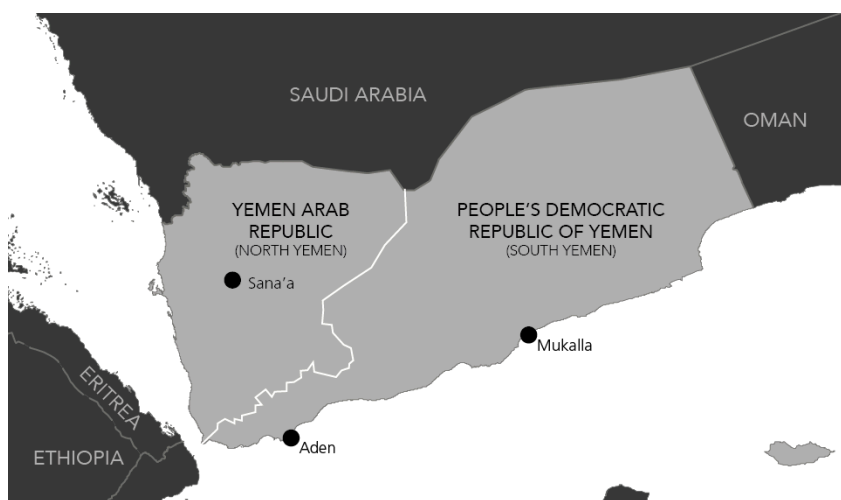 SAUDI ARABIA
OMAN
YEMEN ARAB
REPUBLIC
(NORTH YEMEN)
PEOPLE'S DEMOCRATIC
REPUBLIC OF YEMEN
(SOUTH YEMEN)
Sana'a
Mukalla
ERITREA
ETHIOPIA
Aden